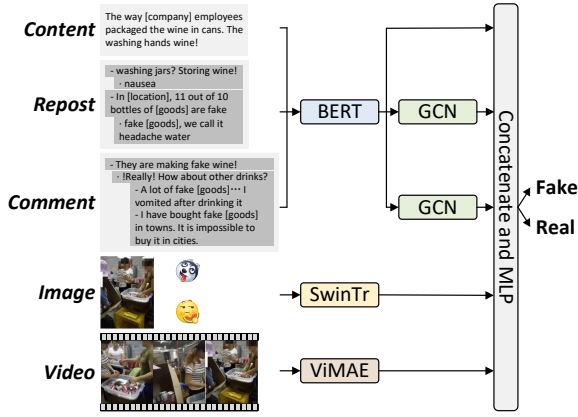 Content
The way [company] employees
packaged the wine in cans. The
washing hands wine!
Repost
- washing jars? Storing wine!
· nausea
- In [location], 11 out of 10
bottles of [goods] are fake
· fake [goods], we call it
headache water
Comment
- They are making fake wine!
· !Really! How about other drinks?
- A lot of fake [goods]··· I
vomited after drinking it
- I have bought fake [goods]
in towns. It is impossible to
buy it in cities.
Image
Video
BERT
GCN
GCN
SwinTr
ViMAE
Concatenate and MLP
Fake
Real